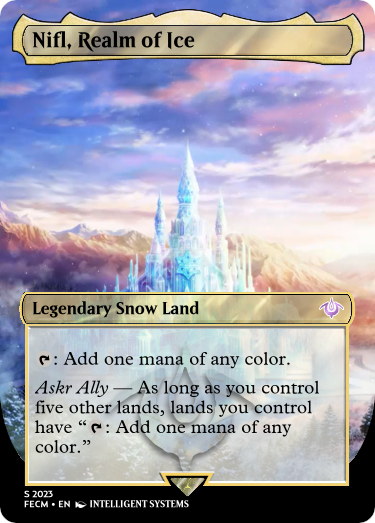 Nifl, Realm of Ice
Legendary Snow Land
: Add one mana of any color.
Askr Ally — As long as you control
five other lands, lands you control
have “: Add one mana of any
color.”
S 2023
FECM • EN INTELLIGENT SYSTEMS